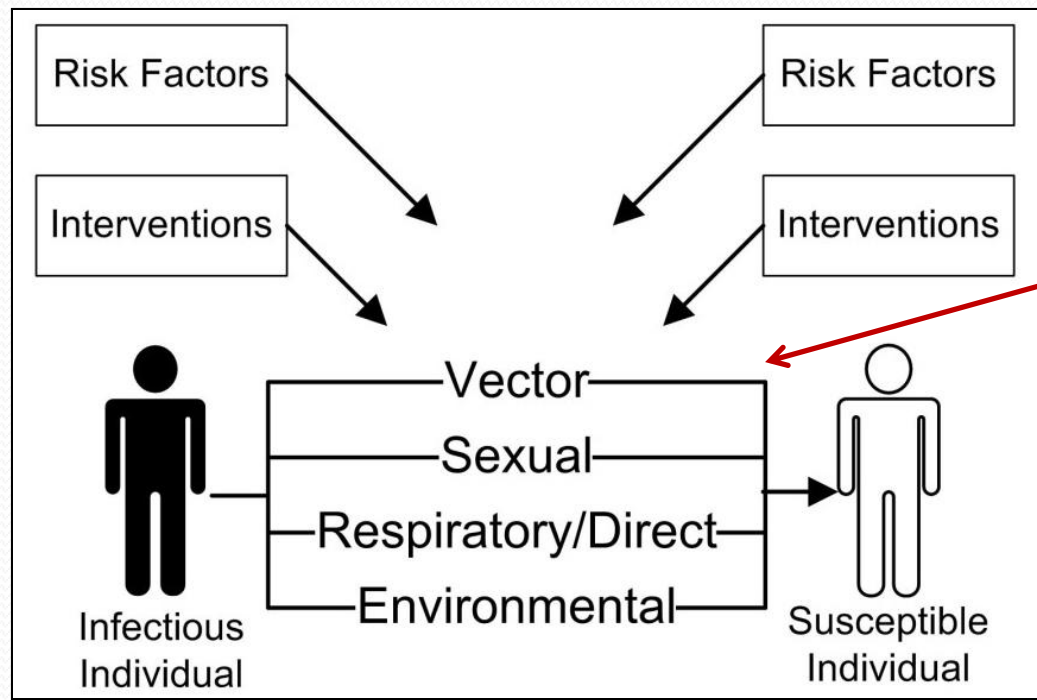 Risk Factors
Risk Factors
Interventions
Interventions
Vector
Sexual
Respiratory/Direct
Environmental
Infectious
Individual
Susceptible
Individual